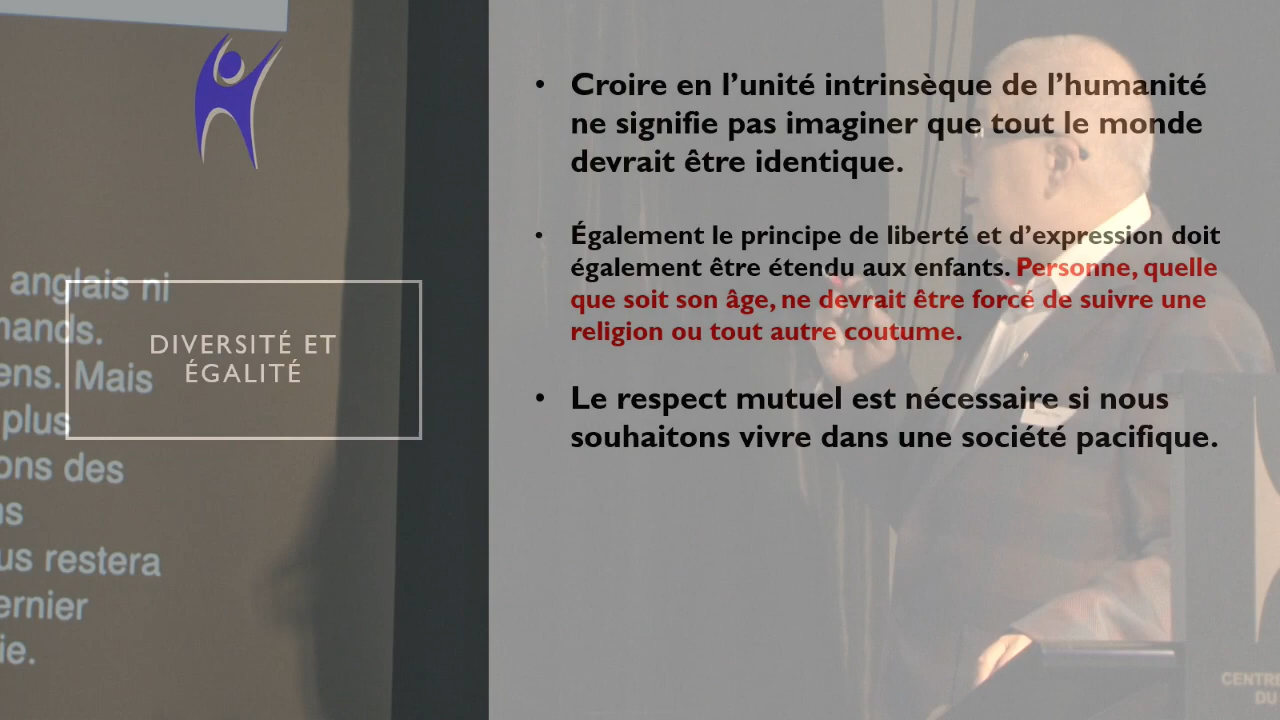 anglais ni
mands.
ens. Mais
plus
ons des
us restera
ernier
ie.
DIVERSITÉ ET
ÉGALITÉ
• Croire en l’unité intrinsèque de l’humanité
ne signifie pas imaginer que tout le monde
devrait être identique.
• Également le principe de liberté et d’expression doit
également être étendu aux enfants. Personne, quelle
que soit son âge, ne devrait être forcé de suivre une
religion ou tout autre coutume.
• Le respect mutuel est nécessaire si nous
souhaitons vivre dans une société pacifique.
CENTRE
DU